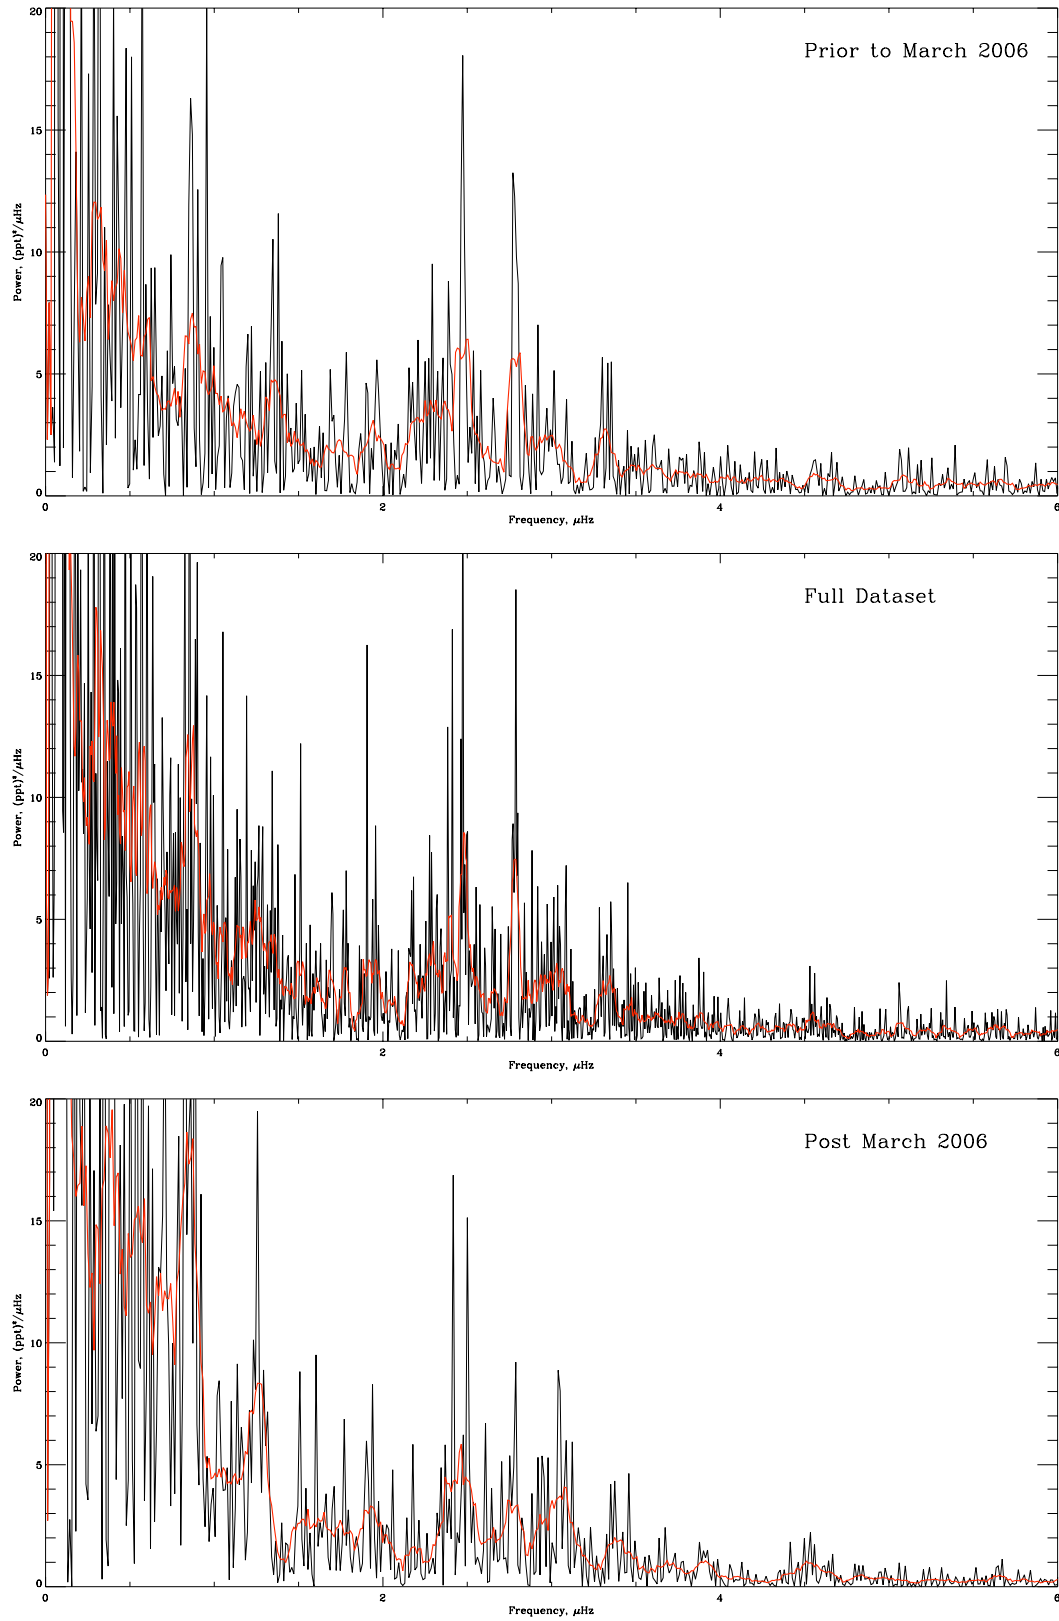 20
15
10
5
0
Power, (ppt)²/μHz
Prior to March 2006
0 2 4 6
Frequency, μHz
20
15
10
5
0
Power, (ppt)²/μHz
Full Dataset
0 2 4 6
Frequency, μHz
20
15
10
5
0
Power, (ppt)²/μHz
Post March 2006
0 2 4 6
Frequency, μHz